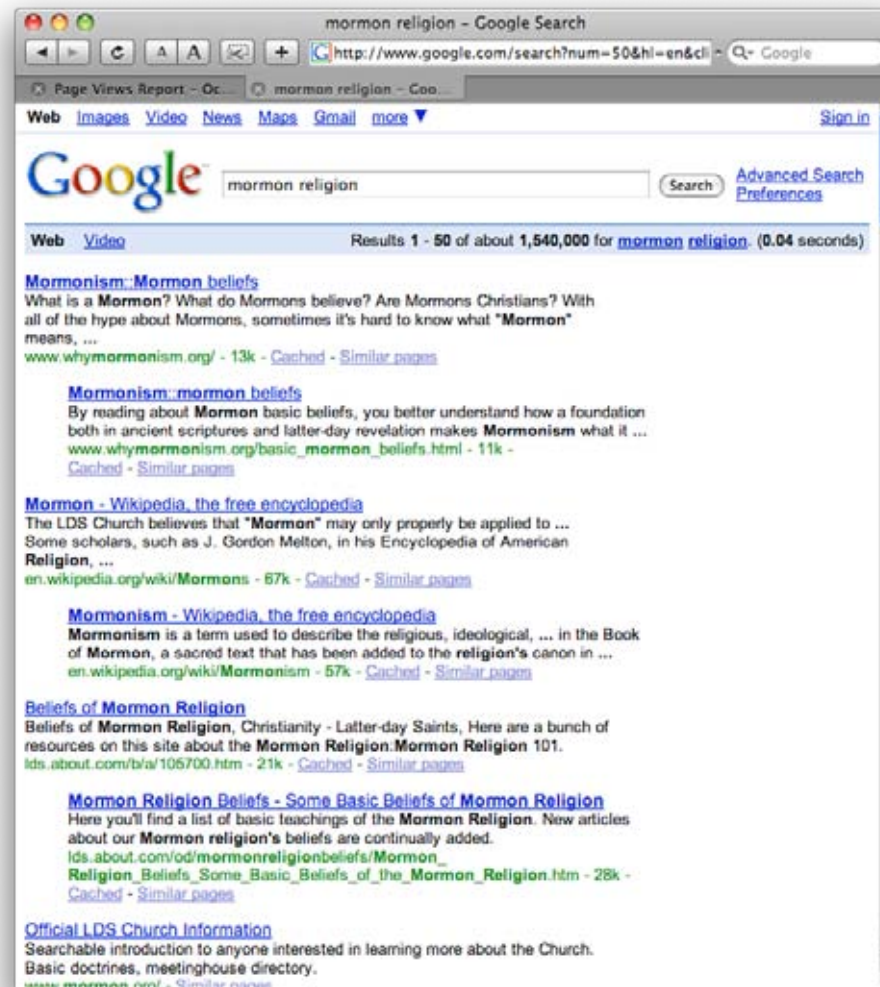 mormon religion - Google Search
A A + http://www.google.com/search?num=50&hl=en&cli Google
Page Views Report - Oc... mormon religion - Goo...
Web Images Video News Maps Gmail more ▼ Sign in
Google™ mormon religion Search Advanced Search
Preferences
Web Video Results 1 - 50 of about 1,540,000 for mormon religion. (0.04 seconds)
Mormonism::Mormon beliefs
What is a Mormon? What do Mormons believe? Are Mormons Christians? With
all of the hype about Mormons, sometimes it's hard to know what "Mormon"
means, ...
www.whymormonism.org/ - 13k - Cached - Similar pages
Mormonism::mormon beliefs
By reading about Mormon basic beliefs, you better understand how a foundation
both in ancient scriptures and latter-day revelation makes Mormonism what it ...
www.whymormonism.org/basic_mormon_beliefs.html - 11k -
Cached - Similar pages
Mormon - Wikipedia, the free encyclopedia
The LDS Church believes that "Mormon" may only properly be applied to ...
Some scholars, such as J. Gordon Melton, in his Encyclopedia of American
Religion, ...
en.wikipedia.org/wiki/Mormons - 67k - Cached - Similar pages
Mormonism - Wikipedia, the free encyclopedia
Mormonism is a term used to describe the religious, ideological, ... in the Book
of Mormon, a sacred text that has been added to the religion's canon in ...
en.wikipedia.org/wiki/Mormonism - 57k - Cached - Similar pages
Beliefs of Mormon Religion
Beliefs of Mormon Religion, Christianity - Latter-day Saints, Here are a bunch of
resources on this site about the Mormon Religion:Mormon Religion 101.
lds.about.com/b/a/105700.htm - 21k - Cached - Similar pages
Mormon Religion Beliefs - Some Basic Beliefs of Mormon Religion
Here you'll find a list of basic teachings of the Mormon Religion. New articles
about our Mormon religion's beliefs are continually added.
lds.about.com/od/mormonreligionbeliefs/Mormon_
Religion_Beliefs_Some_Basic_Beliefs_of_the_Mormon_Religion.htm - 28k -
Cached - Similar pages
Official LDS Church Information
Searchable introduction to anyone interested in learning more about the Church.
Basic doctrines, meetinghouse directory.
www.mormon.org/ - Similar pages